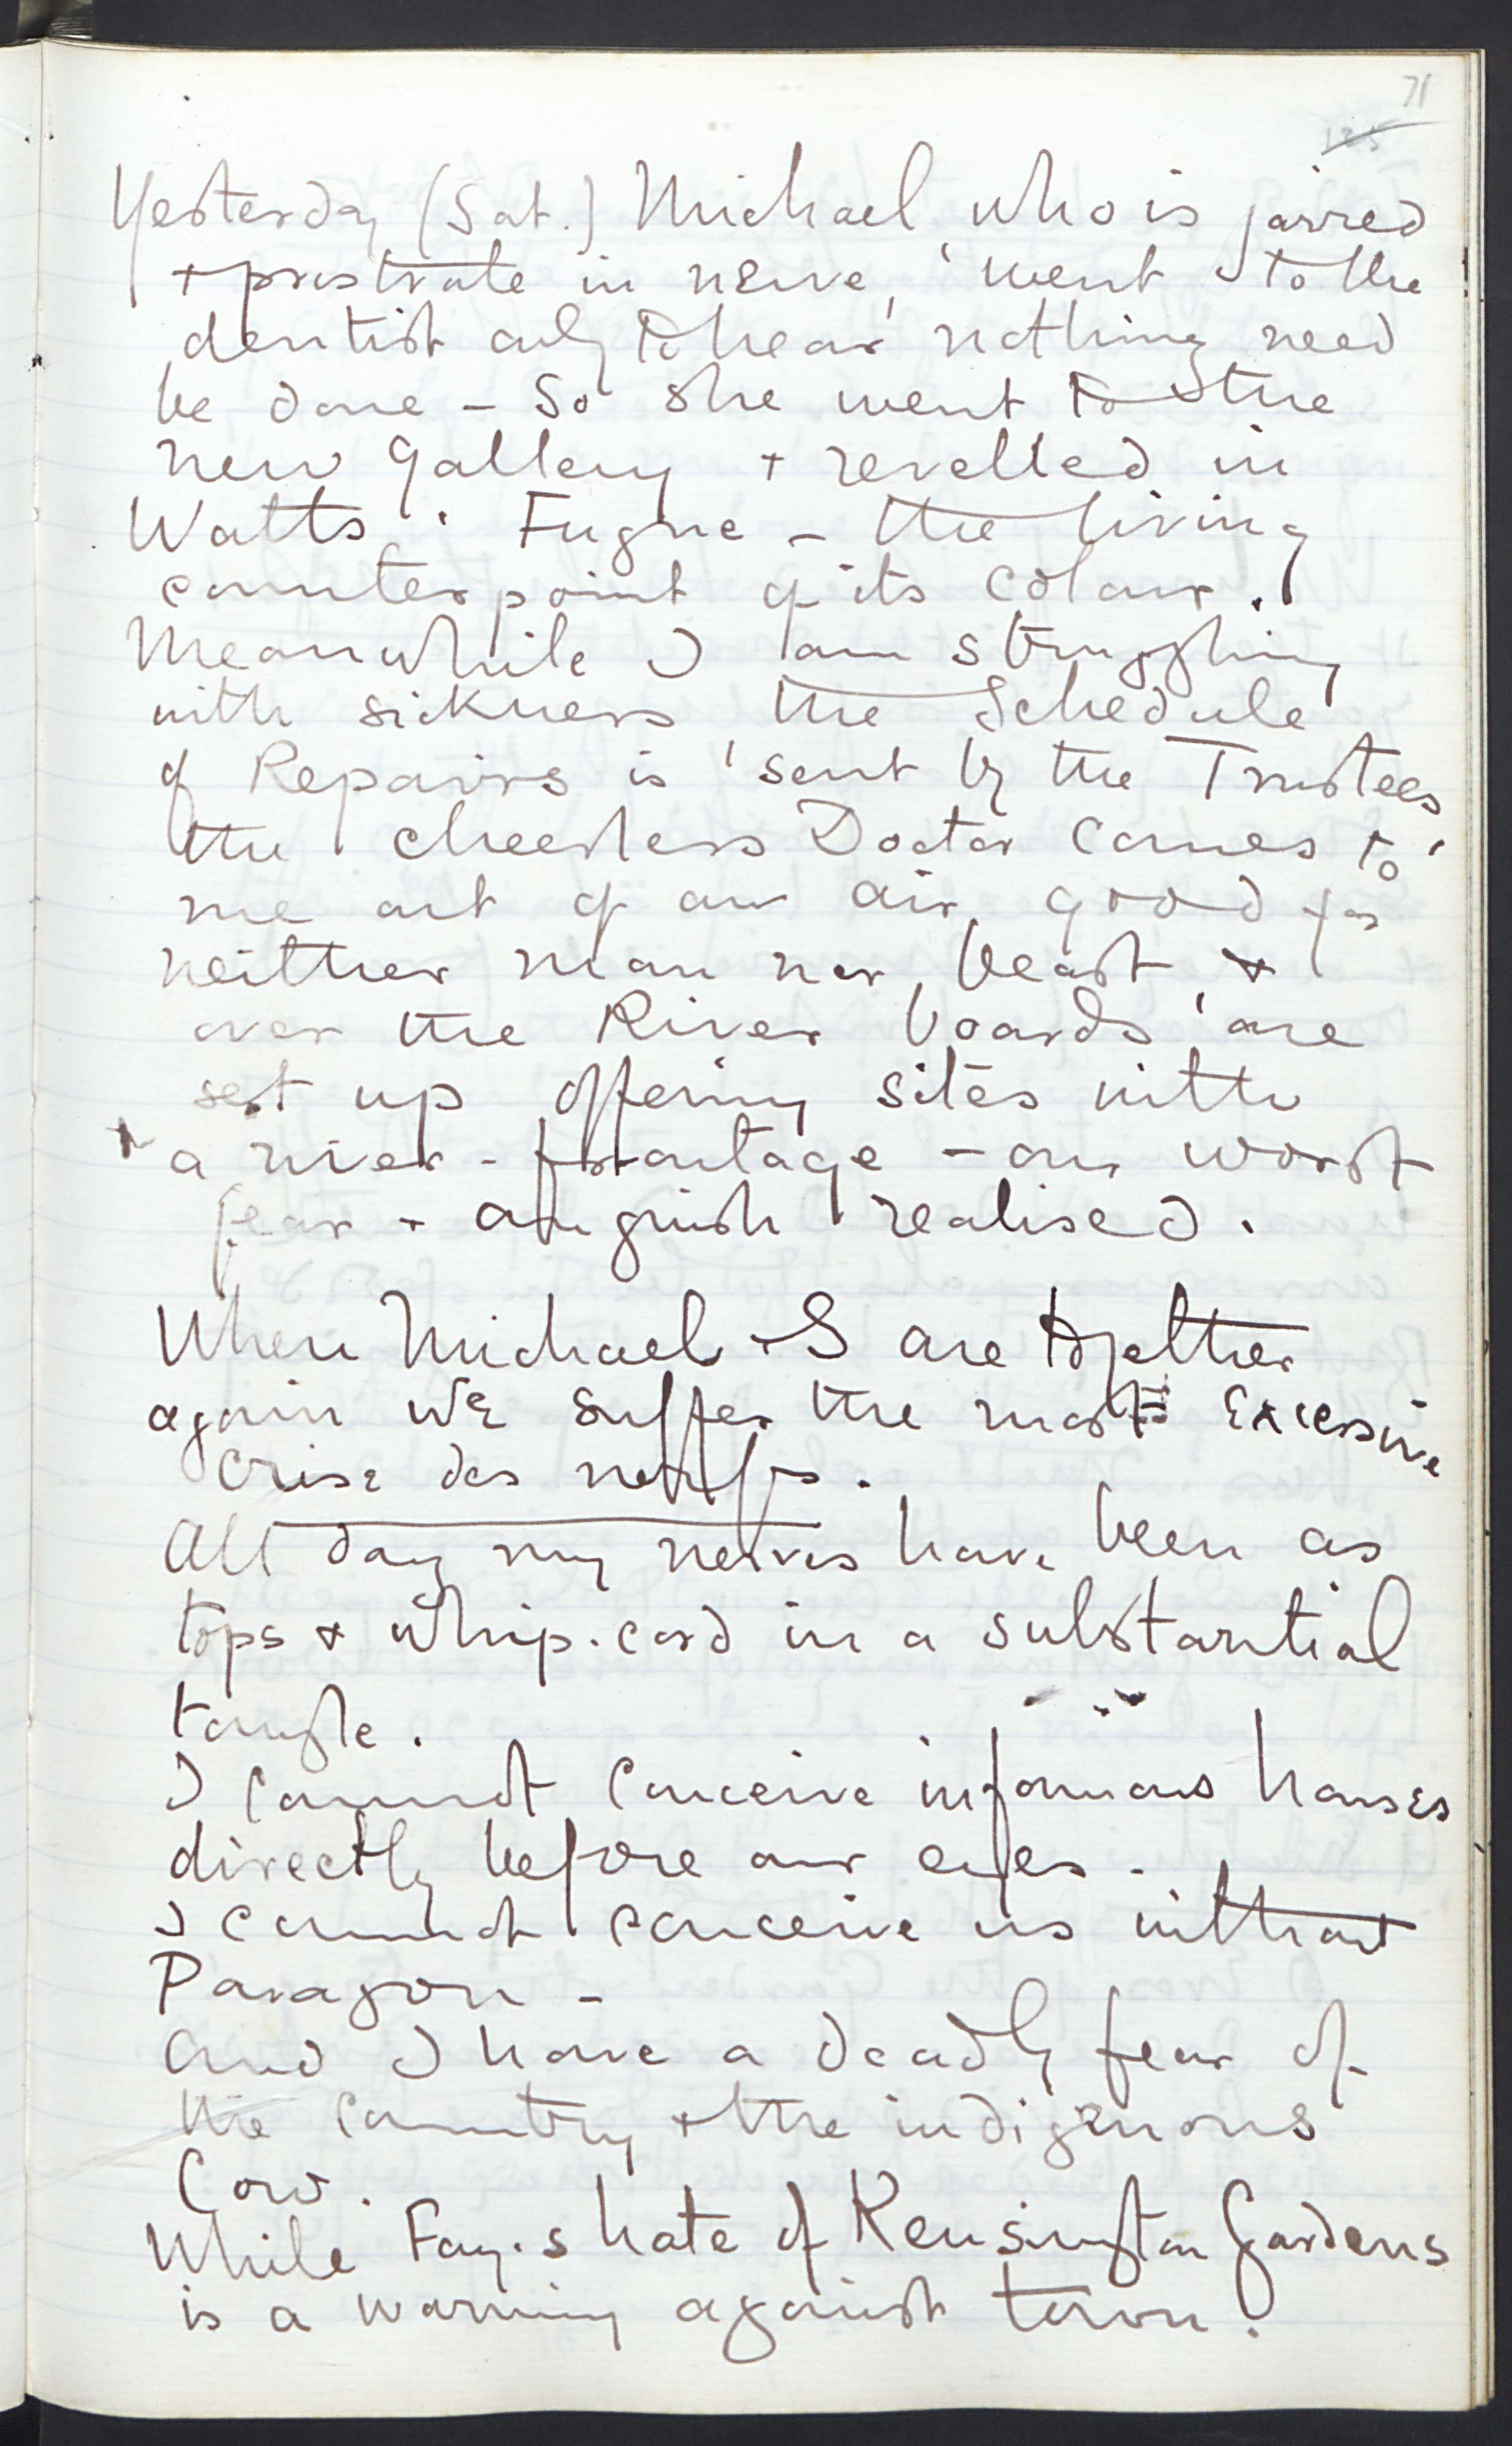 71
125
Yesterday (Sat.) Michael, who is jarred
+ prostrate in nerve, went to the
dentist only to hear nothing need
be done – So she went to the
New Gallery + revelled in
Watts' Fugue – the living
counterpoint of its colour.
Meanwhile I am struggling
with sickness the Schedule
of Repairs is sent by the Trustees,
the cheerless Doctor comes to
me out of an air good for
neither man nor beast, &
over the River boards are
set up offering sites with
a river-frontage – our worst
fear + anguish realised.
When Michael + I are together
again we suffer the most excessive
crise des nerfs.
All day my nerves have been as
tops & whip-cord in a substantial
tangle.
I cannot conceive infamous houses
directly before our eyes.
I cannot conceive us without
Paragon –
And I have a deadly fear of
the country & the indigenous
Cow.
While Fay's hate of Kensington Gardens
is a warning against town.